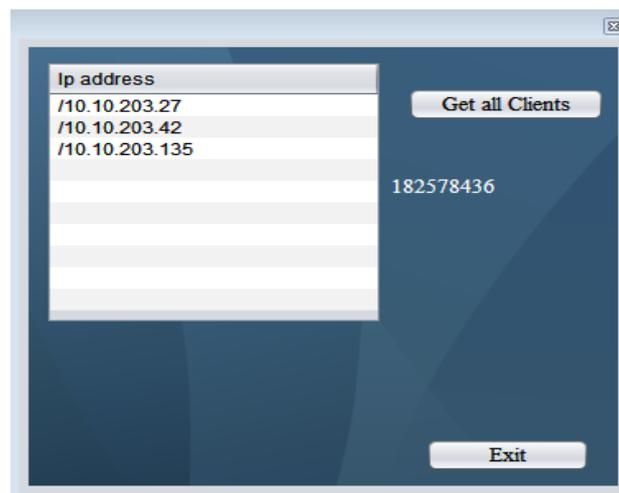 Ip address
/10.10.203.27
/10.10.203.42
/10.10.203.135
Get all Clients
182578436
Exit